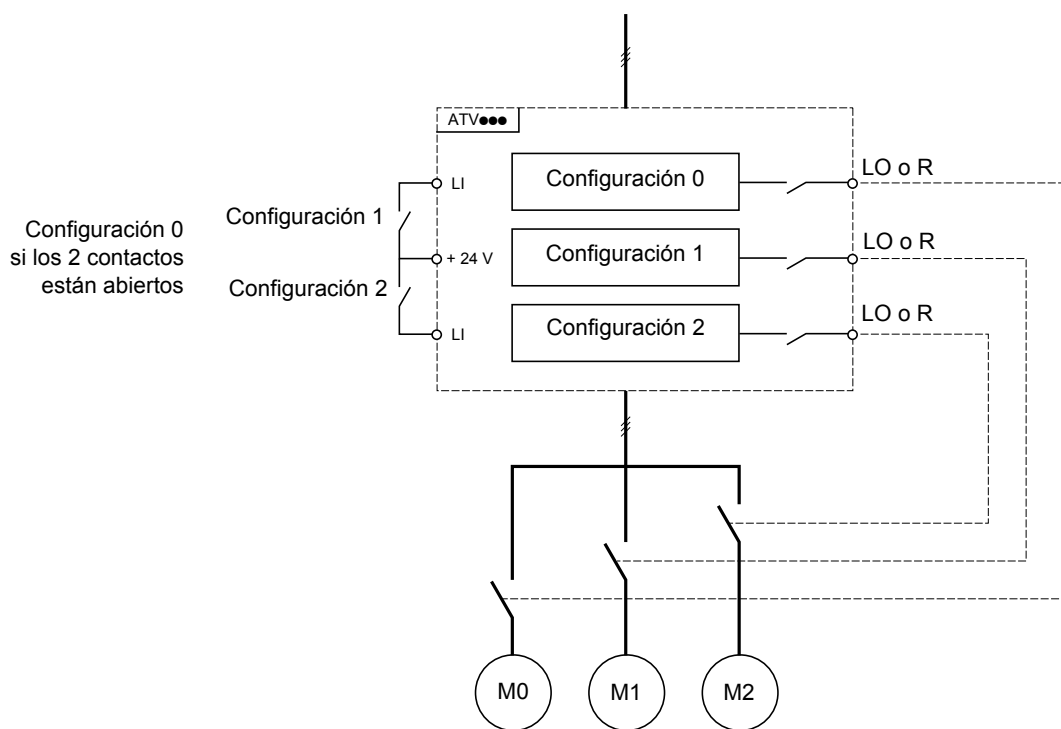 ATV●●●
LI
Configuración 0
LO o R
Configuración 1
Configuración 0
si los 2 contactos
están abiertos
+ 24 V
Configuración 1
LO o R
Configuración 2
LI
Configuración 2
LO o R
M0
M1
M2